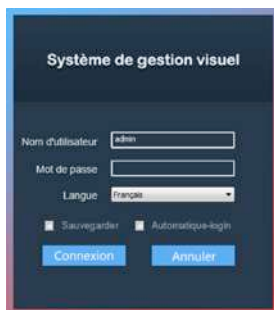 Système de gestion visuel
Nom d'utilisateur admin
Mot de passe
Langue Français
Sauvegarder Automatique-login
Connexion Annuler